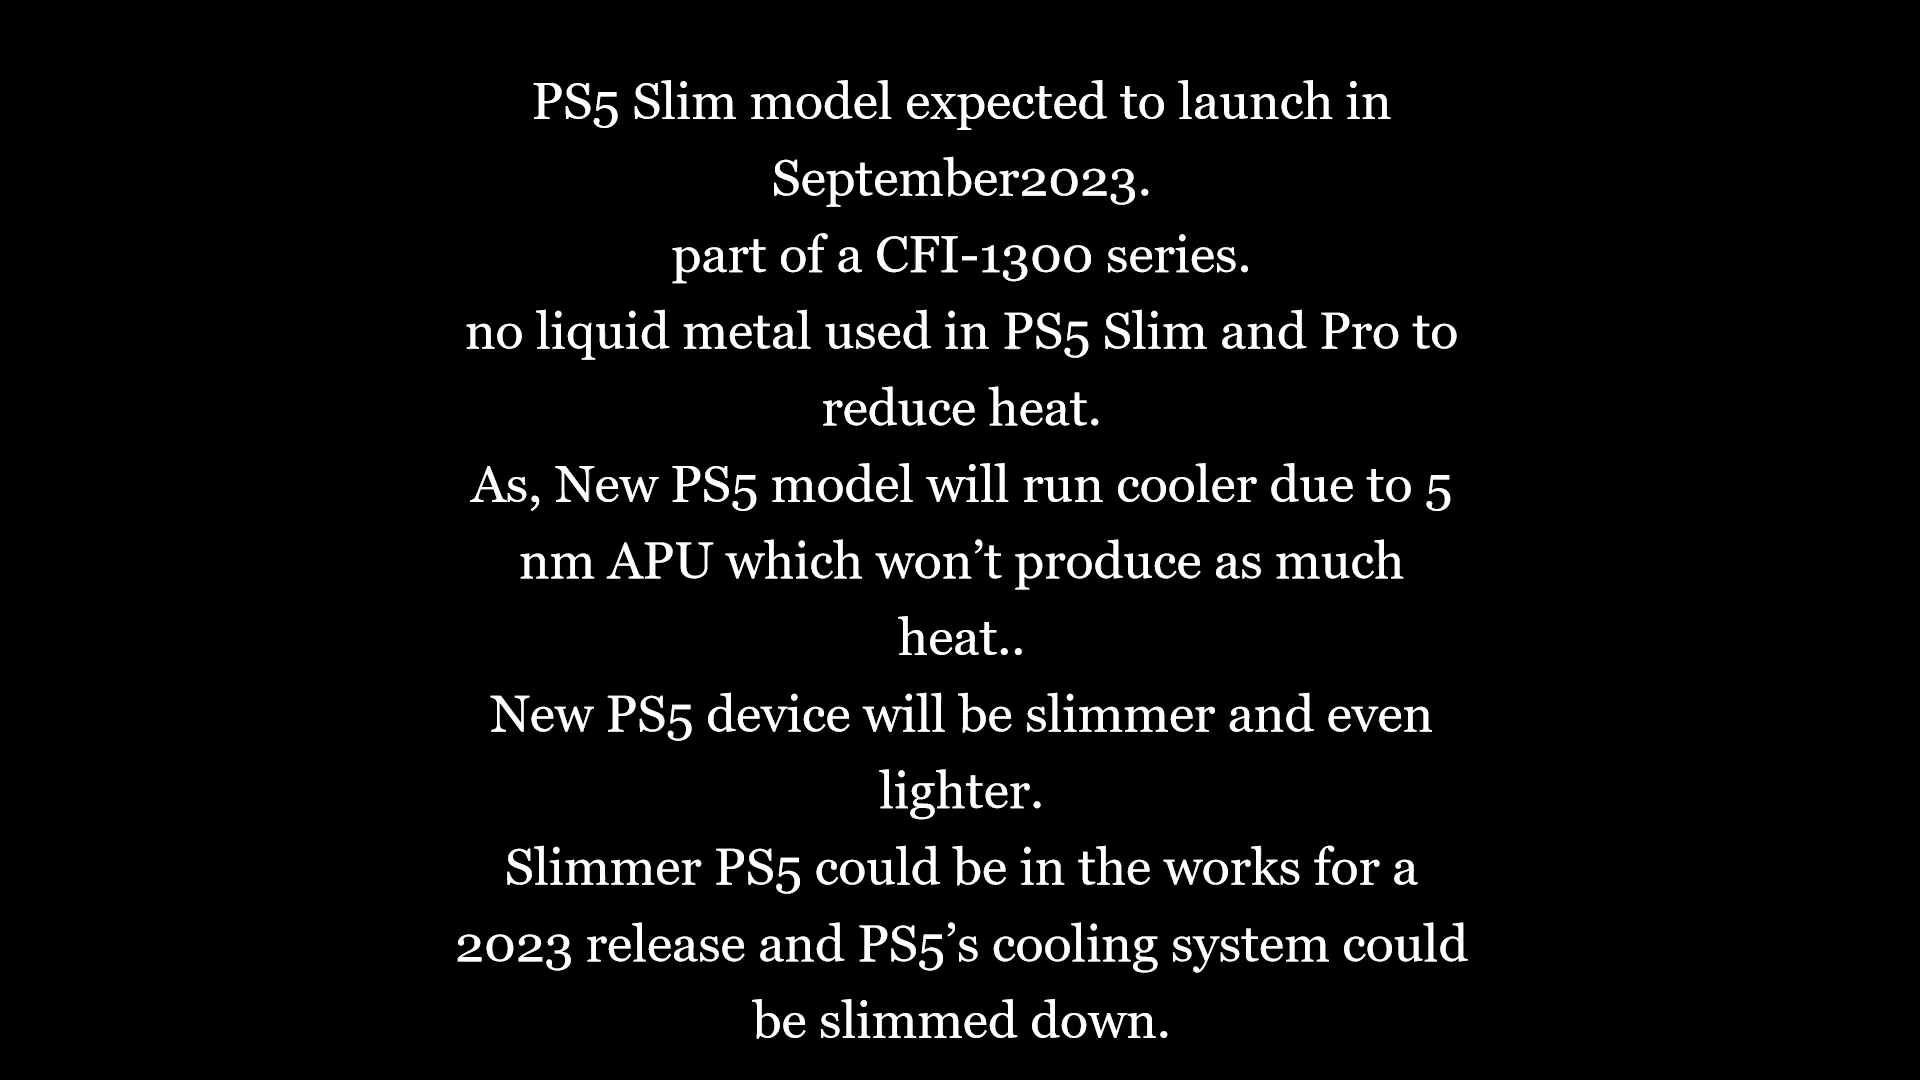 PS5 Slim model expected to launch in
September2023.
part of a CFI-1300 series.
no liquid metal used in PS5 Slim and Pro to
reduce heat.
As, New PS5 model will run cooler due to 5
nm APU which won’t produce as much
heat..
New PS5 device will be slimmer and even
lighter.
Slimmer PS5 could be in the works for a
2023 release and PS5’s cooling system could
be slimmed down.